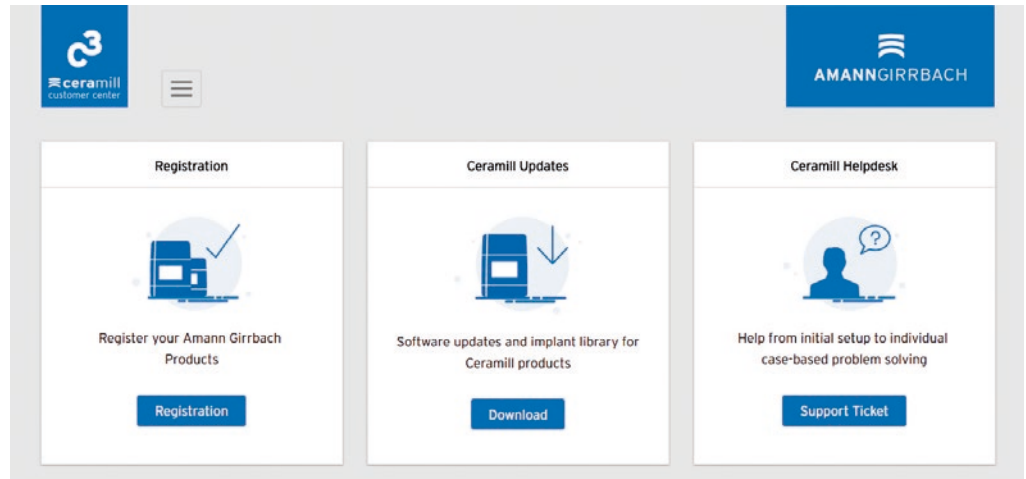 C3
ceramill
customer center
AMANNGIRRBACH
Registration
Register your Amann Girrbach
Products
Registration
Ceramill Updates
Software updates and implant library for
Ceramill products
Download
Ceramill Helpdesk
?
Help from initial setup to individual
case-based problem solving
Support Ticket